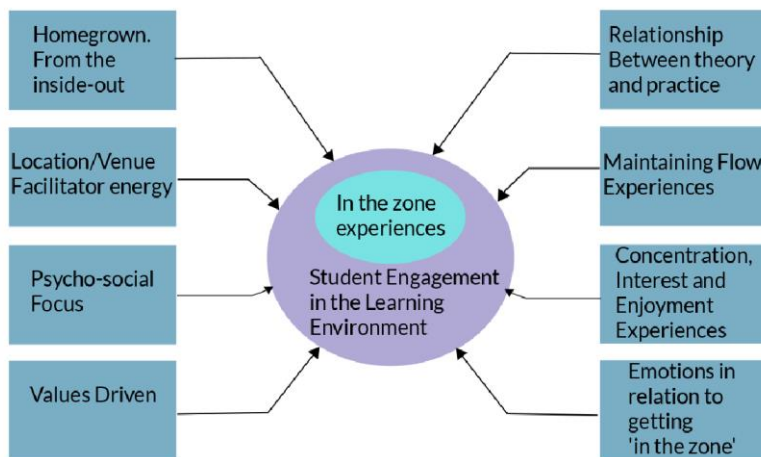 Homegrown.
From the
inside-out
Location/Venue
Facilitator energy
Psycho-social
Focus
Values Driven
In the zone
experiences
Student Engagement
in the Learning
Environment
Relationship
Between theory
and practice
Maintaining Flow
Experiences
Concentration,
Interest and
Enjoyment
Experiences
Emotions in
relation to
getting
'in the zone'